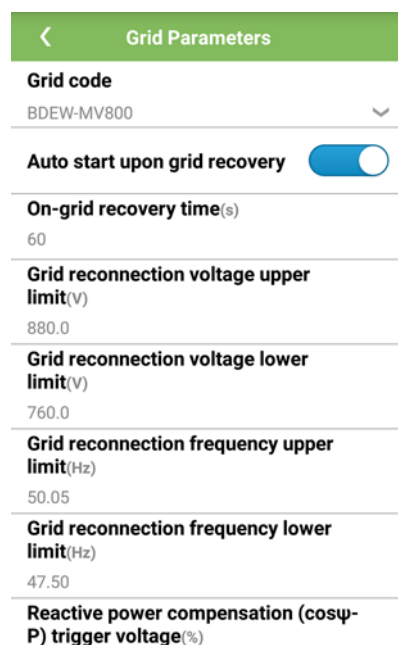 Grid Parameters
Grid code
BDEW-MV800
Auto start upon grid recovery
On-grid recovery time(s)
60
Grid reconnection voltage upper
limit(V)
880.0
Grid reconnection voltage lower
limit(V)
760.0
Grid reconnection frequency upper
limit(Hz)
50.05
Grid reconnection frequency lower
limit(Hz)
47.50
Reactive power compensation (cosψ-
P) trigger voltage(%)